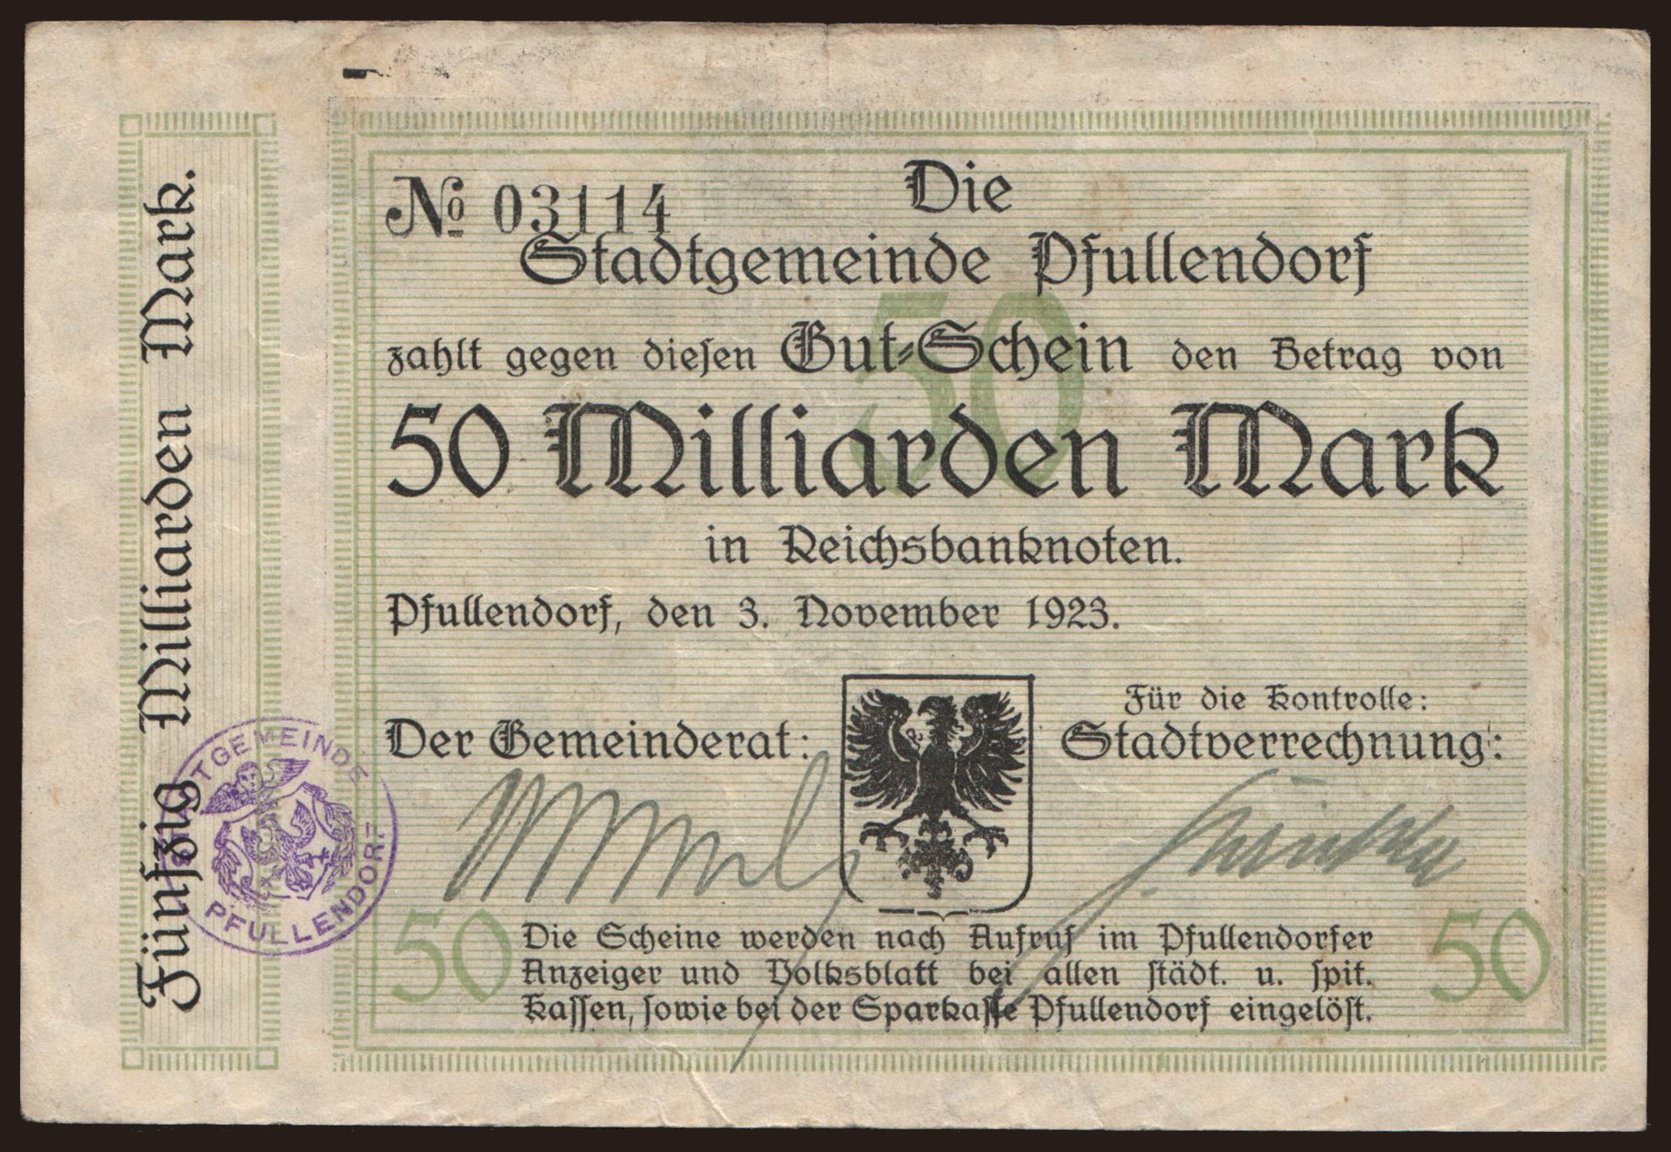 Fünfzig Milliarden Mark.
№ 03114
Die
Stadtgemeinde Pfullendorf
zahlt gegen diesen Gut-Schein den Betrag von
50 Milliarden Mark
in Reichsbanknoten.
Pfullendorf, den 3. November 1923.
Der Gemeinderat:
Für die Kontrolle:
Stadtverrechnung:
50
STADTGEMEINDE
PFULLENDORF
50
Die Scheine werden nach Aufruf im Pfullendorfer
Anzeiger und Volksblatt bei allen städt. u. spit.
Kassen, sowie bei der Sparkasse Pfullendorf eingelöst.
50